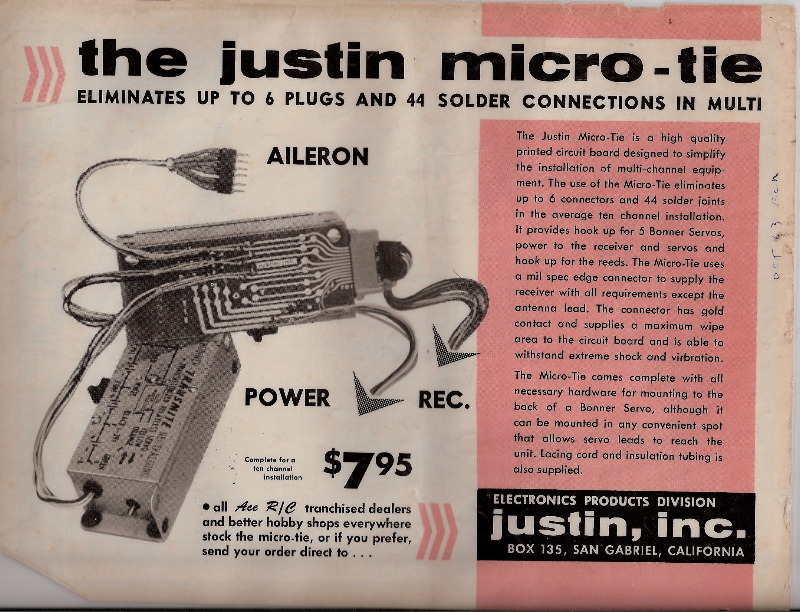 the justin micro-tie
ELIMINATES UP TO 6 PLUGS AND 44 SOLDER CONNECTIONS IN MULTI
AILERON
POWER
REC.
TRANSMITE
Complete for a
ten channel
installation
$7 95
• all Ace R/C tranchised dealers
and better hobby shops everywhere
stock the micro-tie, or if you prefer,
send your order direct to . . .
The Justin Micro-Tie is a high quality
printed circuit board designed to simplify
the installation of multi-channel equip-
ment. The use of the Micro-Tie eliminates
up to 6 connectors and 44 solder joints
in the average ten channel installation.
It provides hook up for 5 Bonner Servos,
power to the receiver and servos and
hook up for the reeds. The Micro-Tie uses
a mil spec edge connector to supply the
receiver with all requirements except the
antenna lead. The connector has gold
contact and supplies a maximum wipe
area to the circuit board and is able to
withstand extreme shock and virbration.
The Micro-Tie comes complete with all
necessary hardware for mounting to the
back of a Bonner Servo, although it
can be mounted in any convenient spot
that allows servo leads to reach the
unit. Lacing cord and insulation tubing is
also supplied.
ELECTRONICS PRODUCTS DIVISION
justin, inc.
BOX 135, SAN GABRIEL, CALIFORNIA
OCT 63